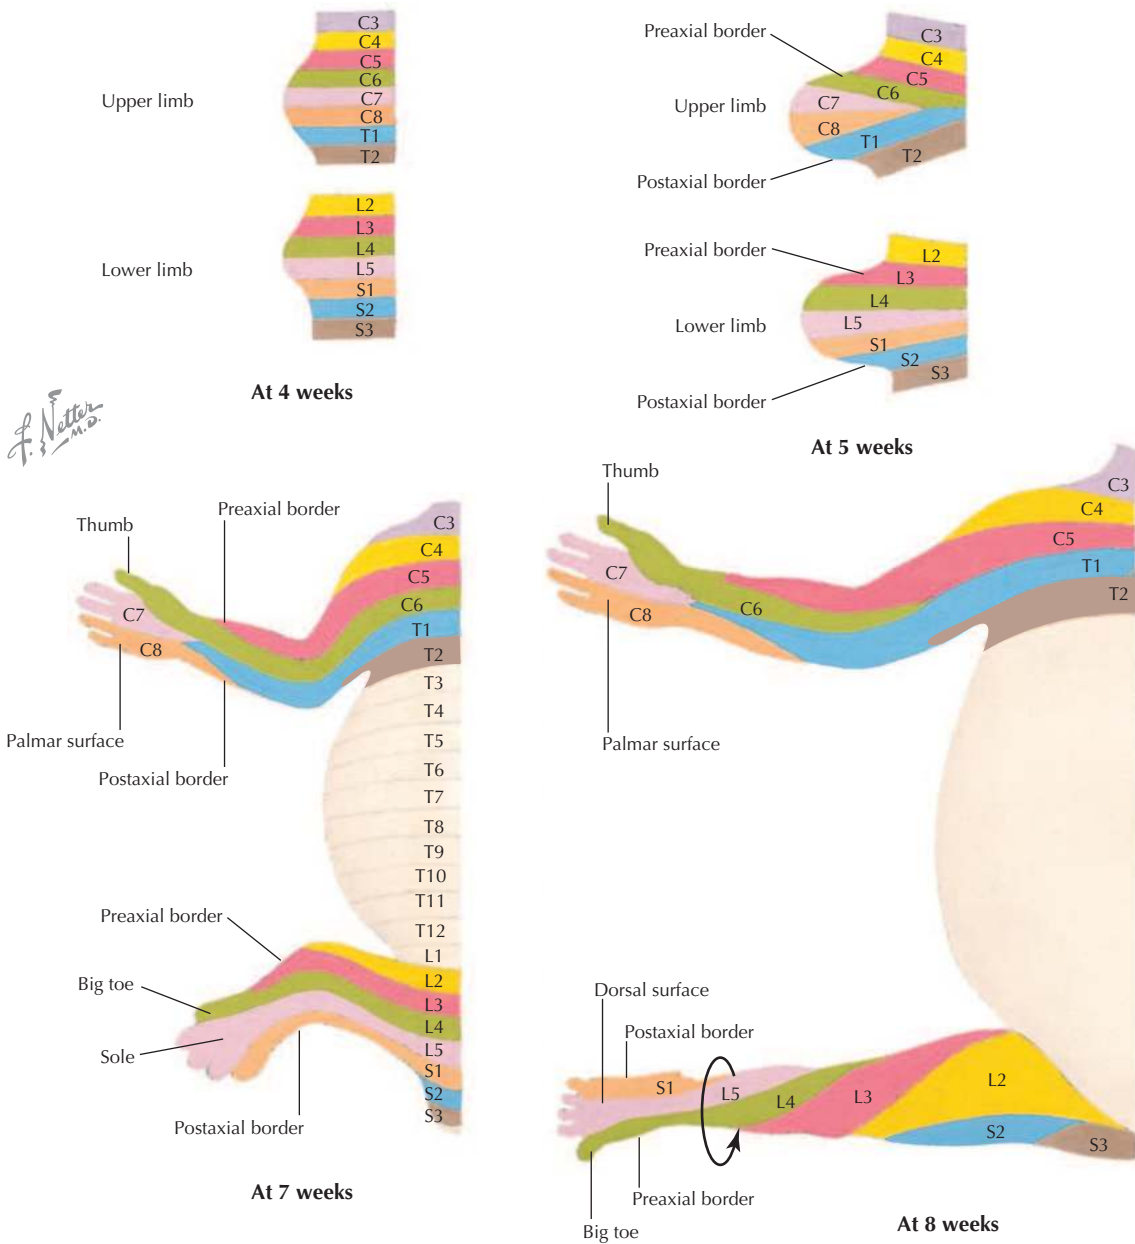 C3
C4
C5
C6
C7
C8
T1
T2
Upper limb
L2
L3
L4
L5
S1
S2
S3
Lower limb
At 4 weeks
Preaxial border
C3
C4
C5
C6
C7
C8
T1
T2
Upper limb
Postaxial border
Preaxial border
L2
L3
L4
L5
S1
S2
S3
Lower limb
Postaxial border
At 5 weeks
F. Netter
M.D.
Thumb
Preaxial border
C3
C4
C5
C6
C7
C8
T1
T2
T3
T4
T5
T6
T7
T8
T9
T10
T11
T12
L1
L2
L3
L4
L5
S1
S2
S3
Palmar surface
Postaxial border
Preaxial border
Big toe
Sole
Postaxial border
At 7 weeks
Thumb
C3
C4
C5
T1
T2
C7
C6
C8
Palmar surface
Dorsal surface
Postaxial border
S1
L5
L4
L3
L2
S2
S3
Preaxial border
Big toe
At 8 weeks